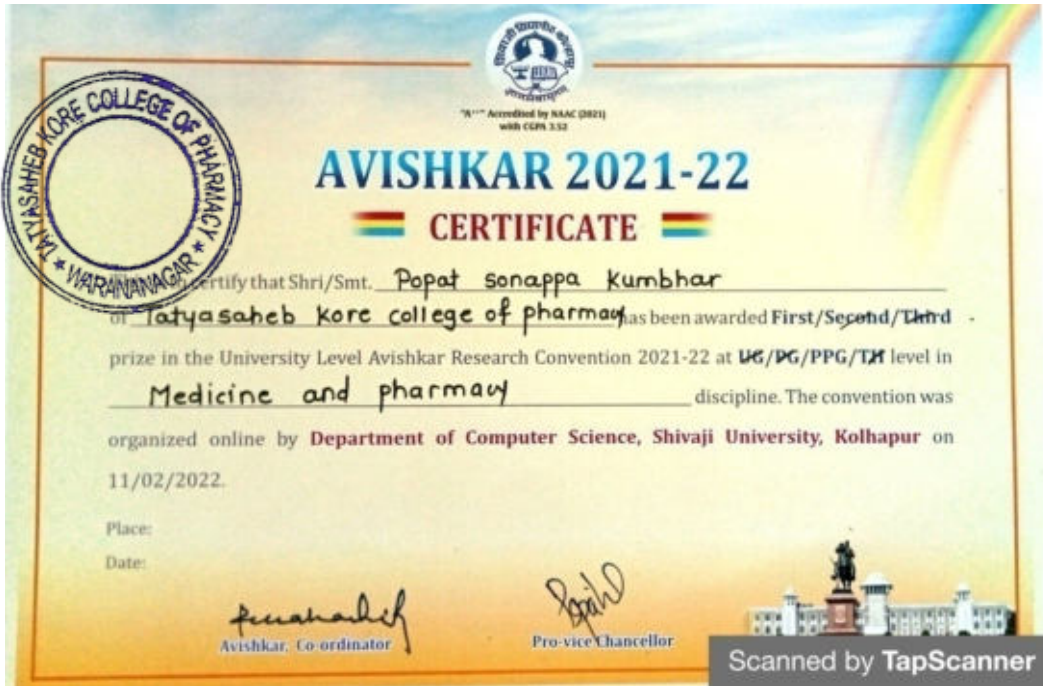 शिवाजी विद्यापीठ कोल्हापूर
"A++" Accredited by NAAC (2021)
with CGPA 3.52
TATYASAHEB KORE COLLEGE OF PHARMACY * WARANANAGAR *
AVISHKAR 2021-22
CERTIFICATE
certify that Shri/Smt. Popat sonappa Kumbhar
of Tatyasaheb Kore college of pharmacy has been awarded First/Second/Third
prize in the University Level Avishkar Research Convention 2021-22 at UG/PG/PPG/TH level in
Medicine and pharmacy discipline. The convention was
organized online by Department of Computer Science, Shivaji University, Kolhapur on
11/02/2022.
Place:
Date:
Avishkar, Co-ordinator
Pro-vice Chancellor
Scanned by TapScanner